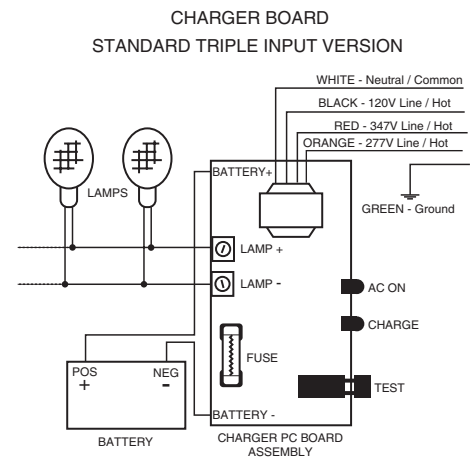 CHARGER BOARD
STANDARD TRIPLE INPUT VERSION
WHITE - Neutral / Common
BLACK - 120V Line / Hot
RED - 347V Line / Hot
ORANGE - 277V Line / Hot
BATTERY+
LAMPS
GREEN - Ground
LAMP +
LAMP -
AC ON
CHARGE
FUSE
POS
+
NEG
-
TEST
BATTERY -
BATTERY
CHARGER PC BOARD
ASSEMBLY